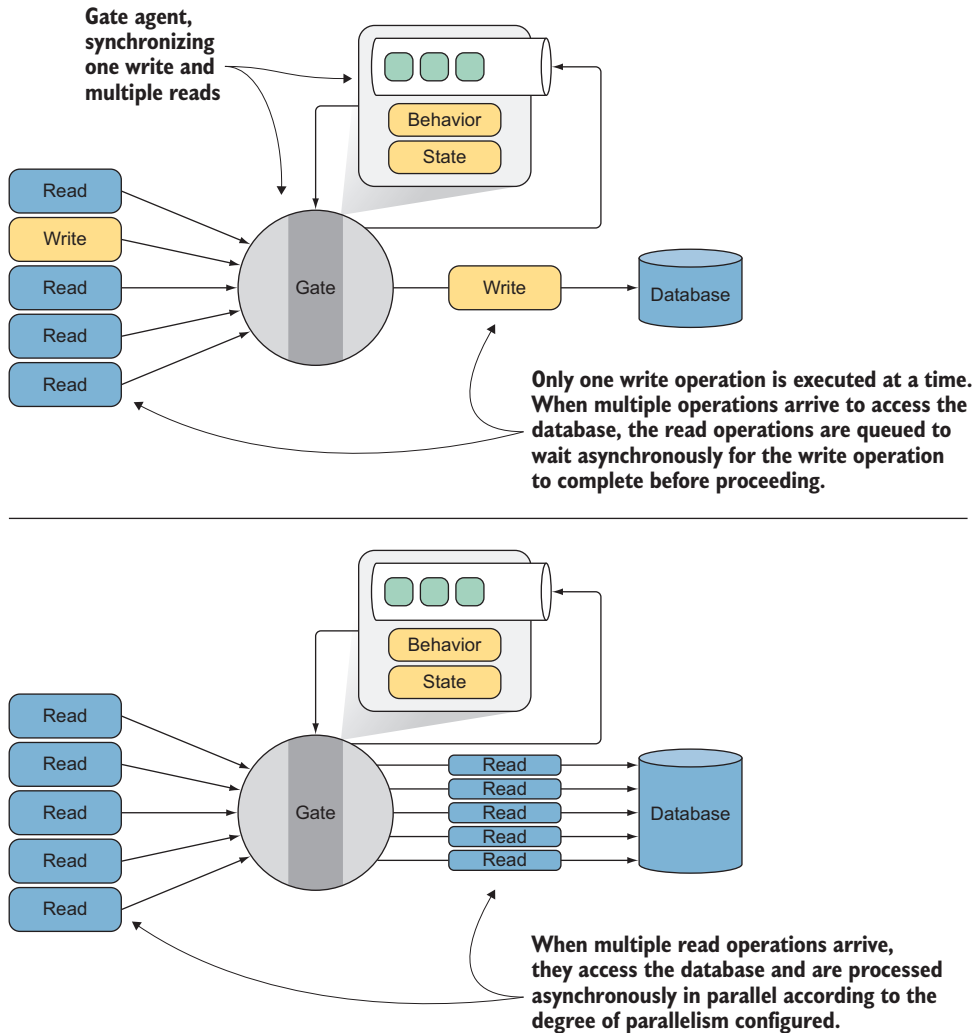 Gate agent,
synchronizing
one write and
multiple reads
Behavior
State
Read
Write
Read
Read
Read
Gate
Write
Database
Only one write operation is executed at a time.
When multiple operations arrive to access the
database, the read operations are queued to
wait asynchronously for the write operation
to complete before proceeding.
Behavior
State
Read
Read
Read
Read
Read
Gate
Read
Read
Read
Read
Read
Database
When multiple read operations arrive,
they access the database and are processed
asynchronously in parallel according to the
degree of parallelism configured.